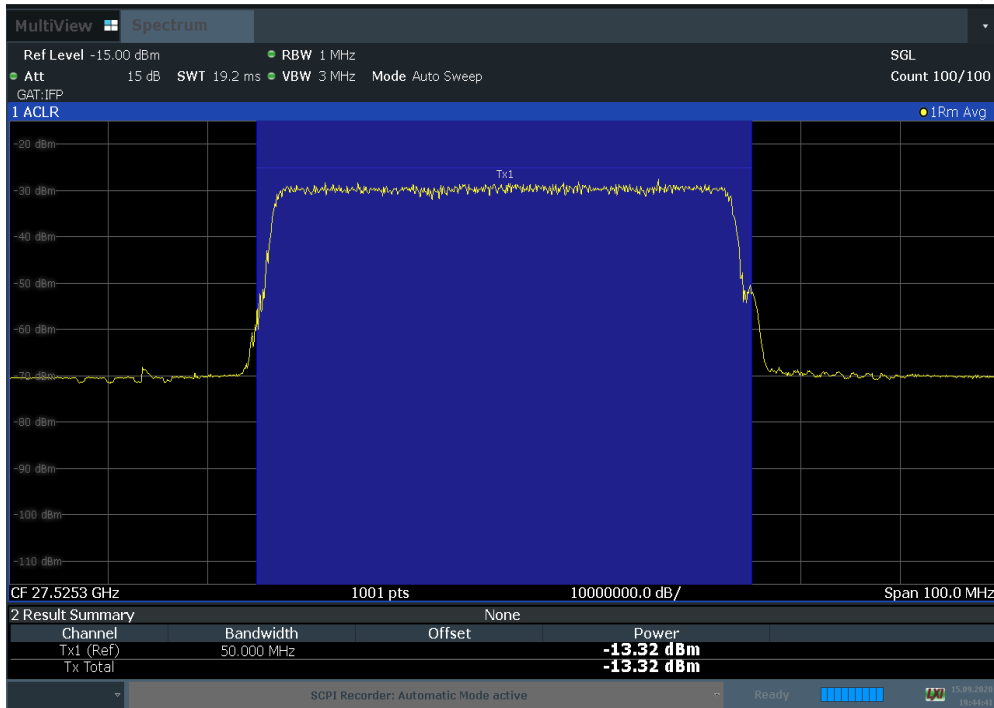 MultiView Spectrum
Ref Level -15.00 dBm RBW 1 MHz SGL
Att 15 dB SWT 19.2 ms VBW 3 MHz Mode Auto Sweep Count 100/100
GAT:IFP
1 ACLR 1Rm Avg
-20 dBm
Tx1
-30 dBm
-40 dBm
-50 dBm
-60 dBm
-70 dBm
-80 dBm
-90 dBm
-100 dBm
-110 dBm
CF 27.5253 GHz 1001 pts 10000000.0 dB/ Span 100.0 MHz
2 Result Summary None
Channel Bandwidth Offset Power
Tx1 (Ref) 50.000 MHz -13.32 dBm
Tx Total -13.32 dBm
SCPI Recorder: Automatic Mode active Ready LXI 15.09.2020
19:44:41